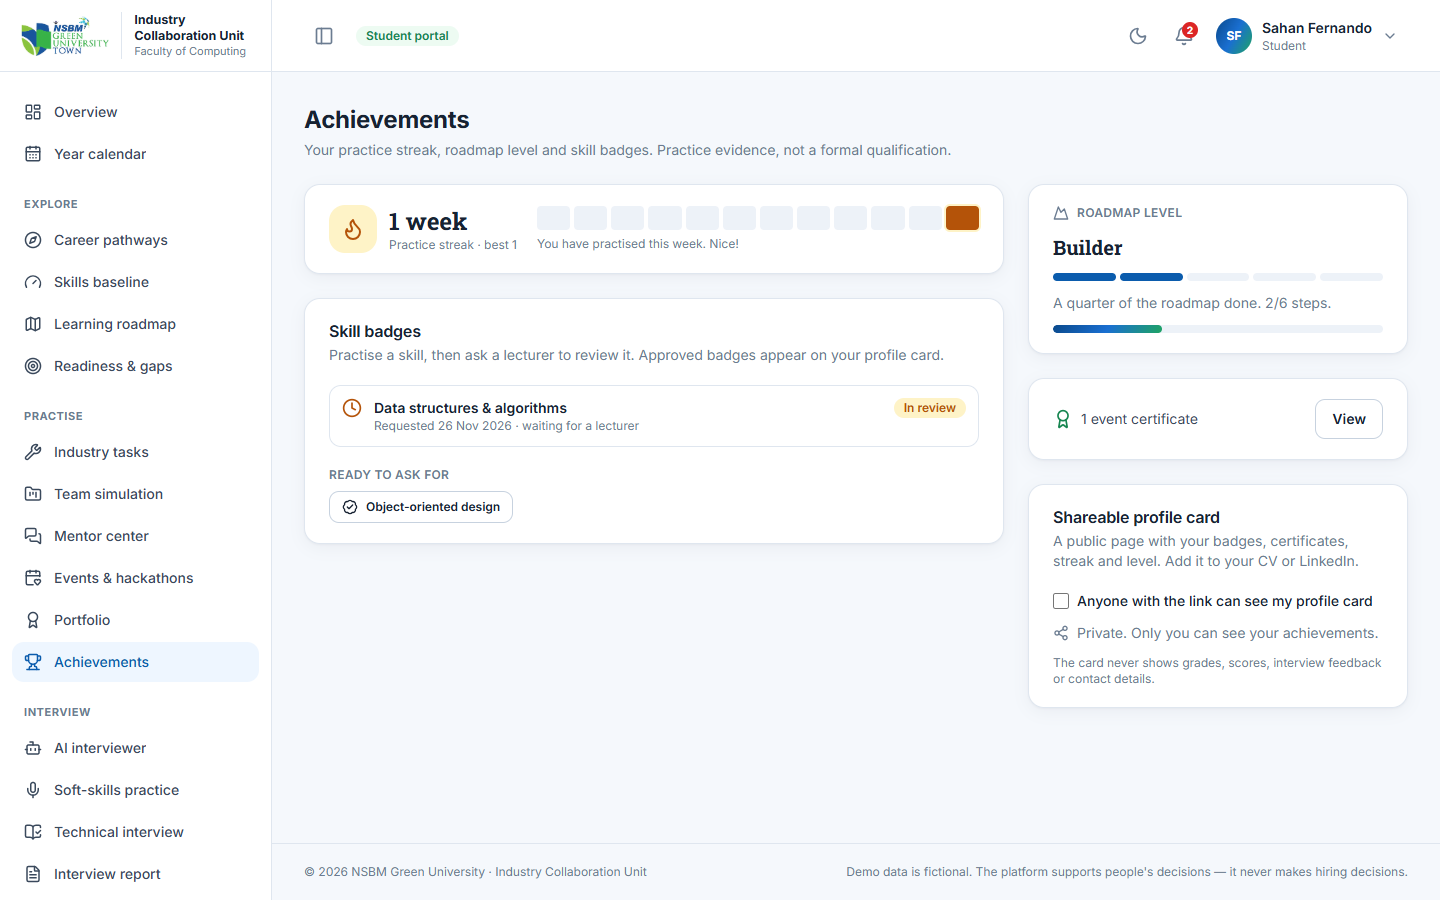 NSBM
GREEN
UNIVERSITY
TOWN
Industry
Collaboration Unit
Faculty of Computing
Student portal
2
SF
Sahan Fernando
Student
Overview
Year calendar
EXPLORE
Career pathways
Skills baseline
Learning roadmap
Readiness & gaps
PRACTISE
Industry tasks
Team simulation
Mentor center
Events & hackathons
Portfolio
Achievements
INTERVIEW
AI interviewer
Soft-skills practice
Technical interview
Interview report
Achievements
Your practice streak, roadmap level and skill badges. Practice evidence, not a formal qualification.
1 week
Practice streak · best 1
You have practised this week. Nice!
Skill badges
Practise a skill, then ask a lecturer to review it. Approved badges appear on your profile card.
Data structures & algorithms
Requested 26 Nov 2026 · waiting for a lecturer
In review
READY TO ASK FOR
Object-oriented design
ROADMAP LEVEL
Builder
A quarter of the roadmap done. 2/6 steps.
1 event certificate
View
Shareable profile card
A public page with your badges, certificates,
streak and level. Add it to your CV or LinkedIn.
Anyone with the link can see my profile card
Private. Only you can see your achievements.
The card never shows grades, scores, interview feedback
or contact details.
© 2026 NSBM Green University · Industry Collaboration Unit
Demo data is fictional. The platform supports people's decisions — it never makes hiring decisions.